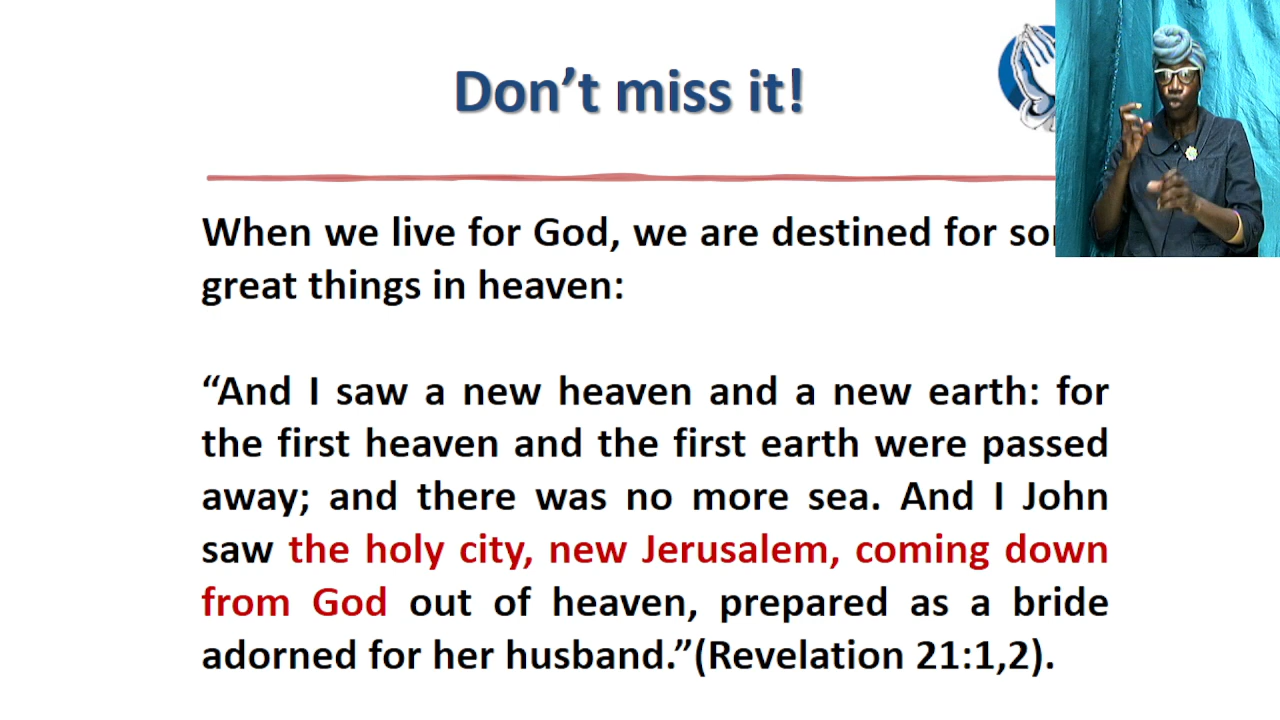 Don’t miss it!
When we live for God, we are destined for
great things in heaven:
“And I saw a new heaven and a new earth: for
the first heaven and the first earth were passed
away; and there was no more sea. And I John
saw the holy city, new Jerusalem, coming down
from God out of heaven, prepared as a bride
adorned for her husband.”(Revelation 21:1,2).